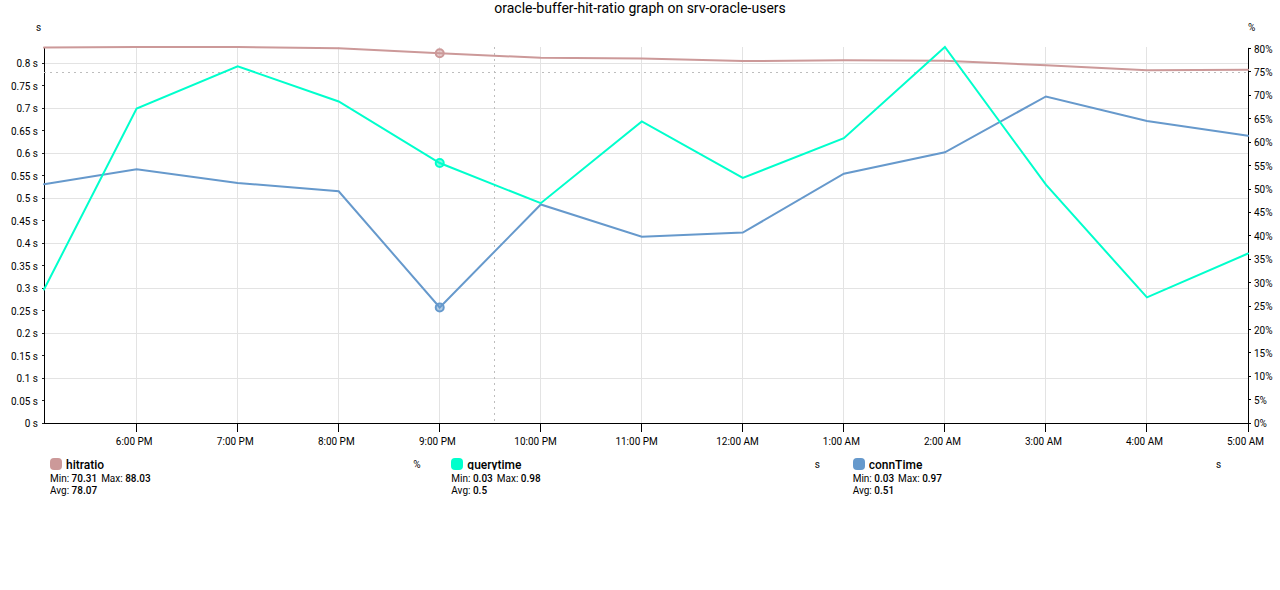 oracle-buffer-hit-ratio graph on srv-oracle-users
s %
0.8 s
0.75 s
0.7 s
0.65 s
0.6 s
0.55 s
0.5 s
0.45 s
0.4 s
0.35 s
0.3 s
0.25 s
0.2 s
0.15 s
0.1 s
0.05 s
0 s
80%
75%
70%
65%
60%
55%
50%
45%
40%
35%
30%
25%
20%
15%
10%
5%
0%
6:00 PM 7:00 PM 8:00 PM 9:00 PM 10:00 PM 11:00 PM 12:00 AM 1:00 AM 2:00 AM 3:00 AM 4:00 AM 5:00 AM
hitratio %
Min: 70.31 Max: 88.03
Avg: 78.07
querytime s
Min: 0.03 Max: 0.98
Avg: 0.5
connTime s
Min: 0.03 Max: 0.97
Avg: 0.51